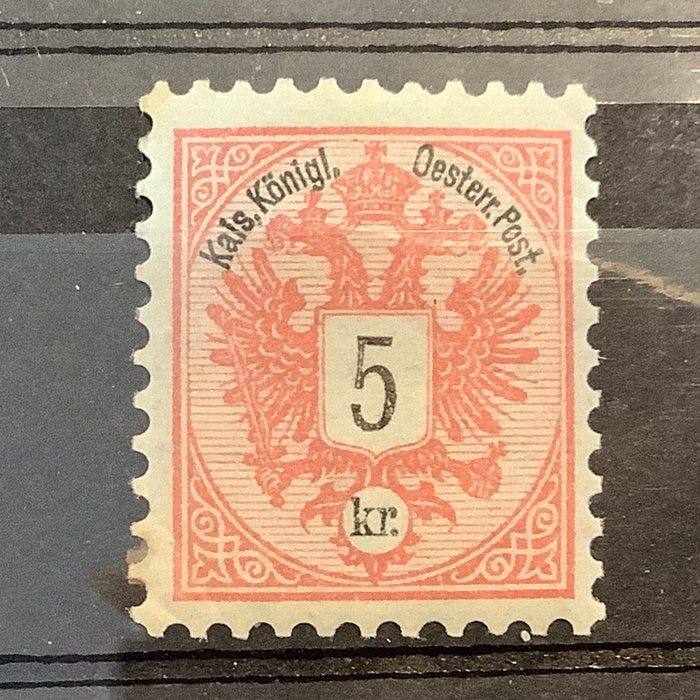 Kais. Königl.
Oesterr. Post.
5
kr.